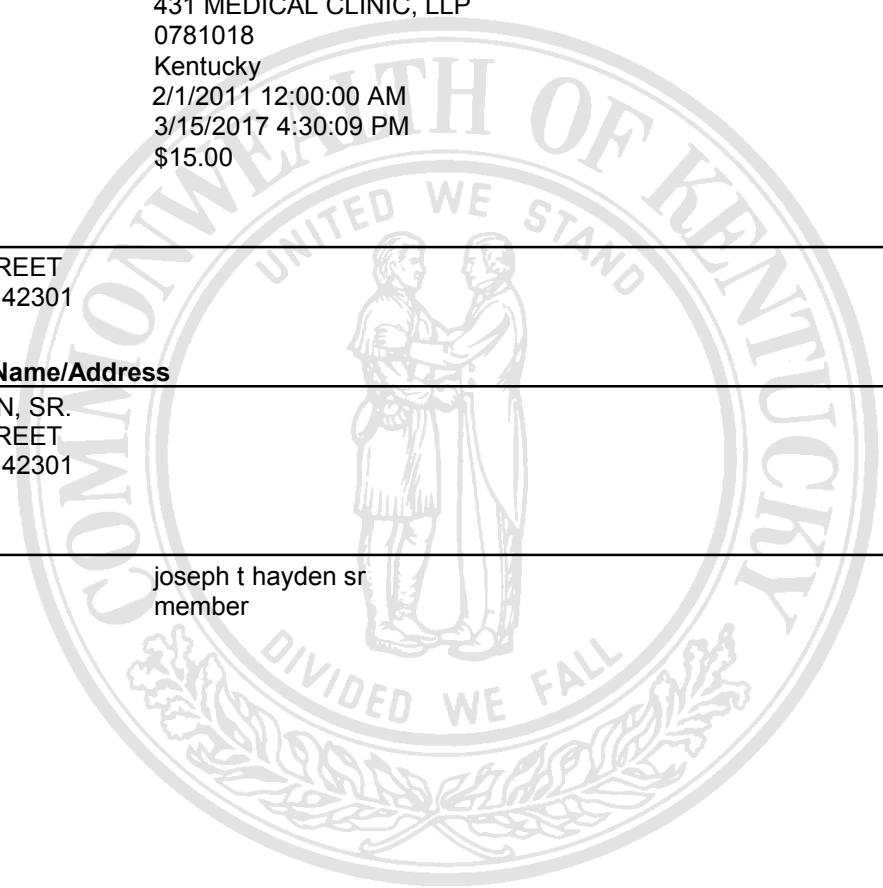 431 MEDICAL CLINIC, LLP
0781018
Kentucky
2/1/2011 12:00:00 AM
3/15/2017 4:30:09 PM
$15.00
REET
42301
Name/Address
N, SR.
REET
42301
joseph t hayden sr
member
COMMONWEALTH OF KENTUCKY
UNITED WE STAND
DIVIDED WE FALL